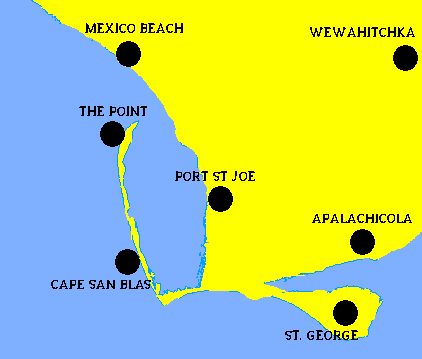 MEXICO BEACH
WEWAHITCHKA
THE POINT
PORT ST JOE
APALACHICOLA
CAPE SAN BLAS
ST. GEORGE